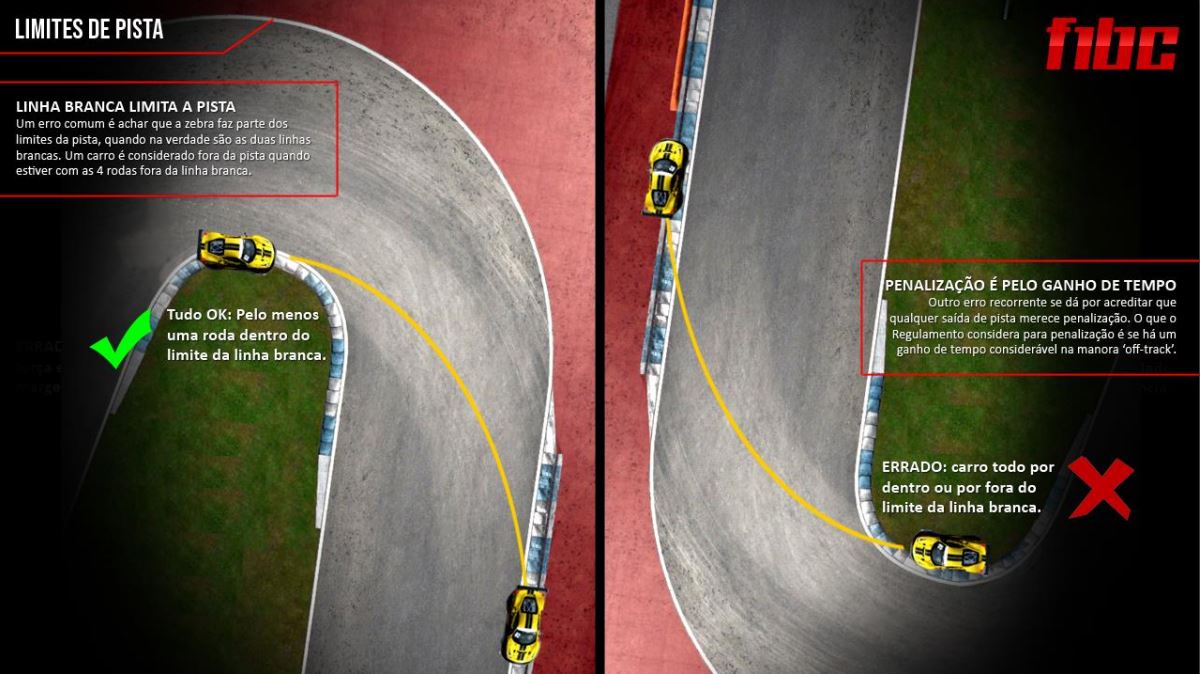 LIMITES DE PISTA
LINHA BRANCA LIMITA A PISTA
Um erro comum é achar que a zebra faz parte dos
limites da pista, quando na verdade são as duas linhas
brancas. Um carro é considerado fora da pista quando
estiver com as 4 rodas fora da linha branca.
Tudo OK: Pelo menos
uma roda dentro do
limite da linha branca.
f1bc
PENALIZAÇÃO É PELO GANHO DE TEMPO
Outro erro recorrente se dá por acreditar que
qualquer saída de pista merece penalização. O que o
Regulamento considera para penalização é se há um
ganho de tempo considerável na manora ‘off-track’.
ERRADO: carro todo por
dentro ou por fora do
limite da linha branca.